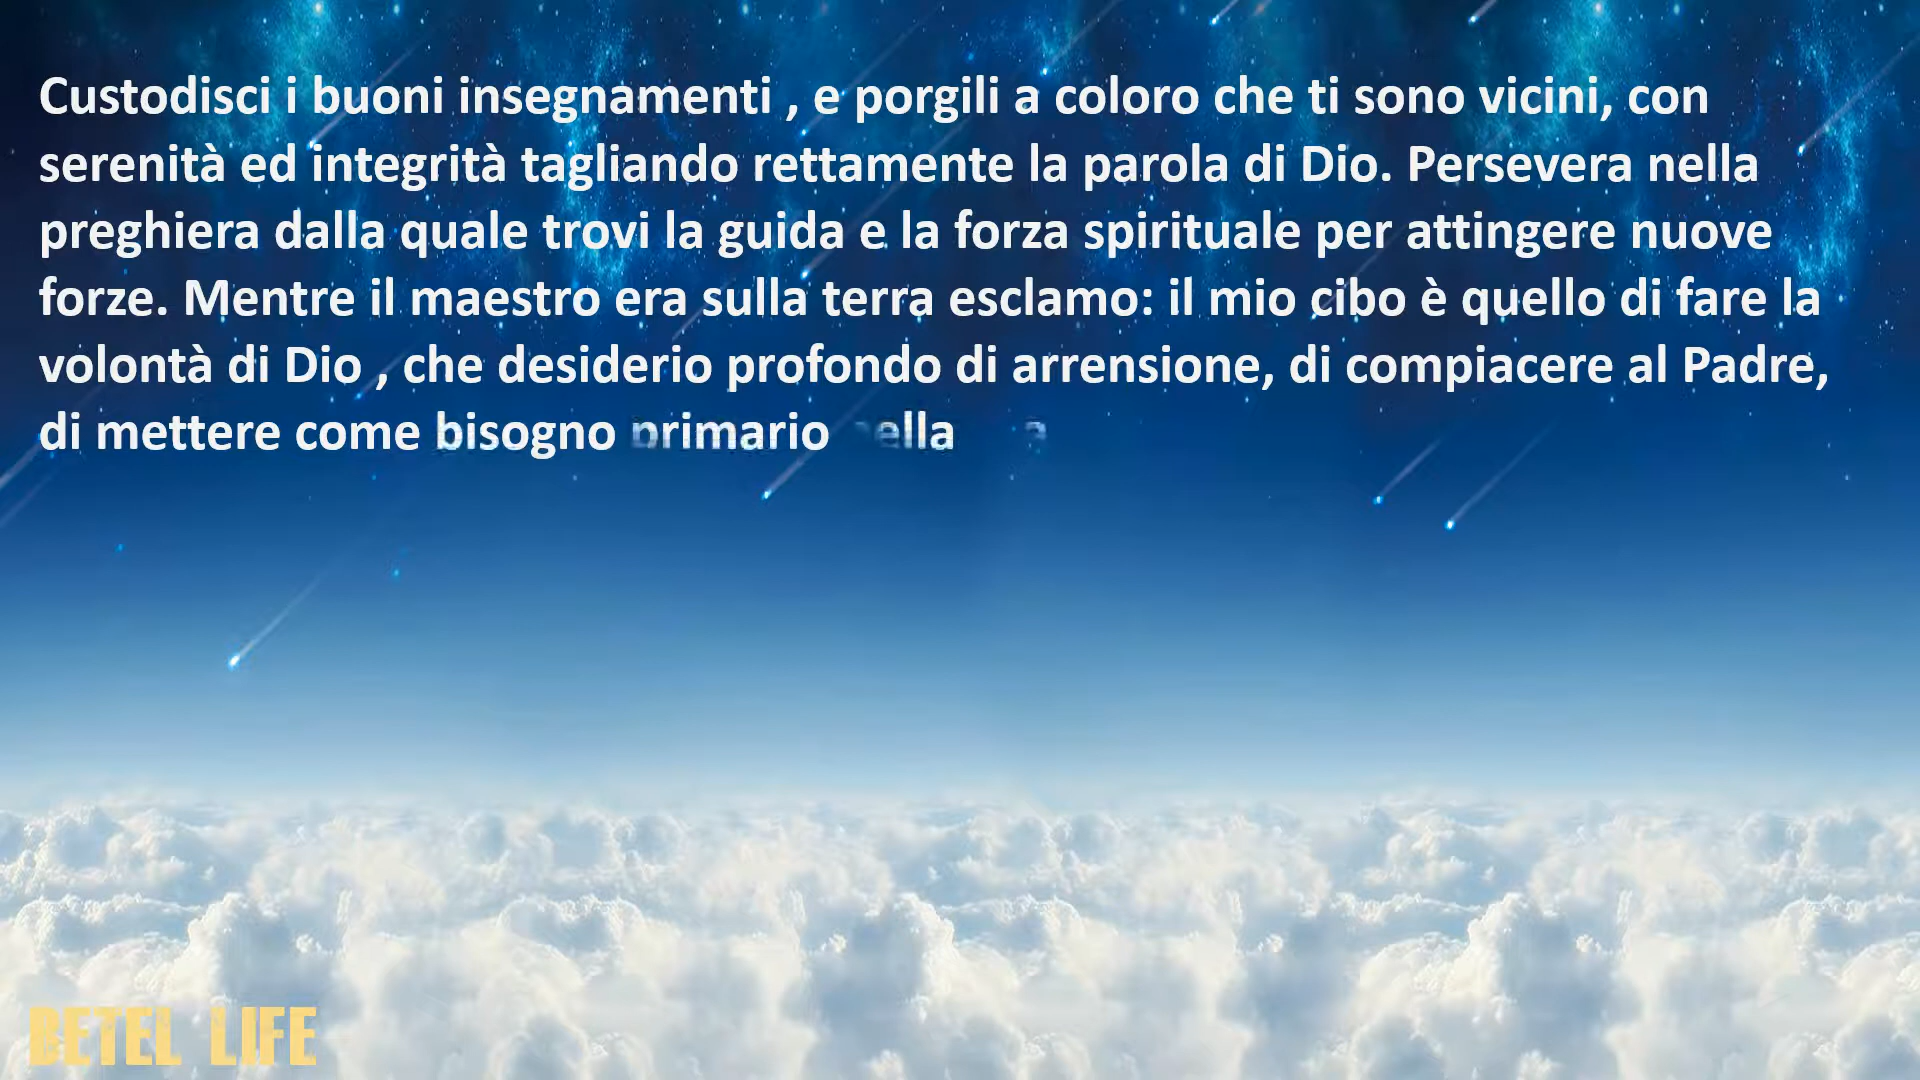 Custodisci i buoni insegnamenti , e porgili a coloro che ti sono vicini, con
serenità ed integrità tagliando rettamente la parola di Dio. Persevera nella
preghiera dalla quale trovi la guida e la forza spirituale per attingere nuove
forze. Mentre il maestro era sulla terra esclamo: il mio cibo è quello di fare la
volontà di Dio , che desiderio profondo di arrensione, di compiacere al Padre,
di mettere come bisogno primario
BETEL LIFE